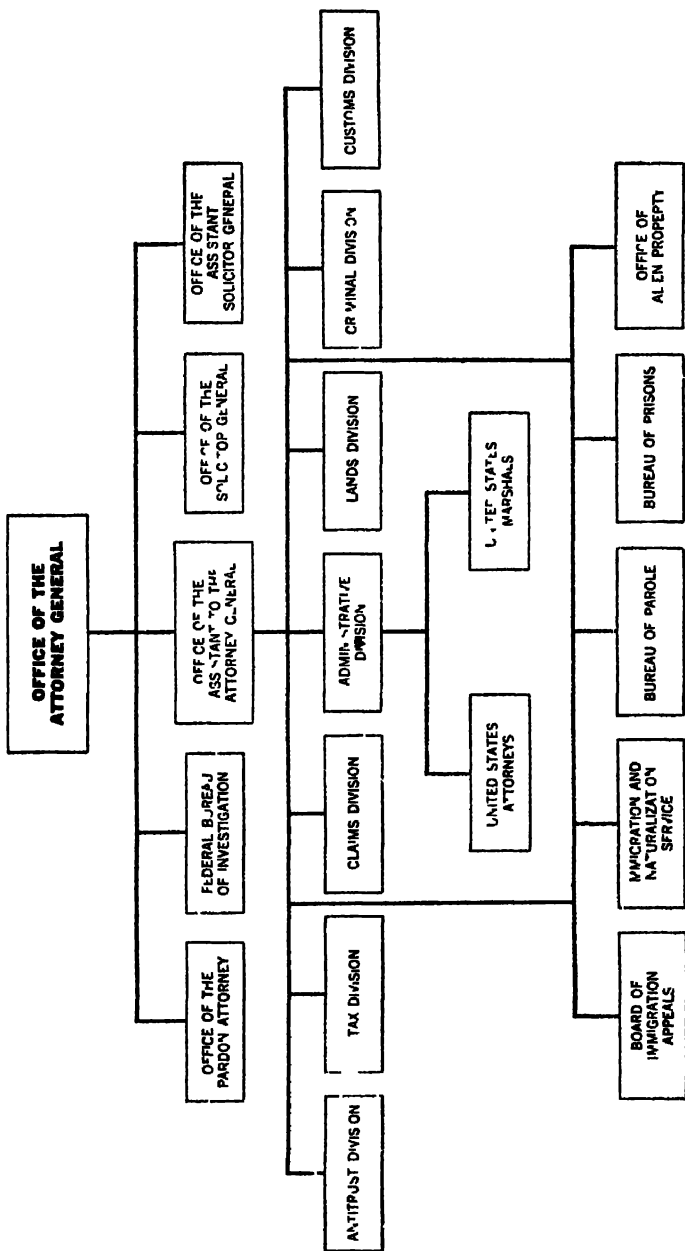 OFFICE OF THE
ATTORNEY GENERAL
OFFICE OF THE
PARDON ATTORNEY
FEDERAL BUREAU
OF INVESTIGATION
OFFICE OF THE
ASSISTANT TO THE
ATTORNEY GENERAL
OFFICE OF THE
SOLICITOR GENERAL
OFFICE OF THE
ASSISTANT
SOLICITOR GENERAL
ANTITRUST DIVISION
TAX DIVISION
CLAIMS DIVISION
ADMINISTRATIVE
DIVISION
LANDS DIVISION
CRIMINAL DIVISION
CUSTOMS DIVISION
UNITED STATES
ATTORNEYS
UNITED STATES
MARSHALS
BOARD OF
IMMIGRATION
APPEALS
IMMIGRATION AND
NATURALIZATION
SERVICE
BUREAU OF PAROLE
BUREAU OF PRISONS
OFFICE OF
ALIEN PROPERTY